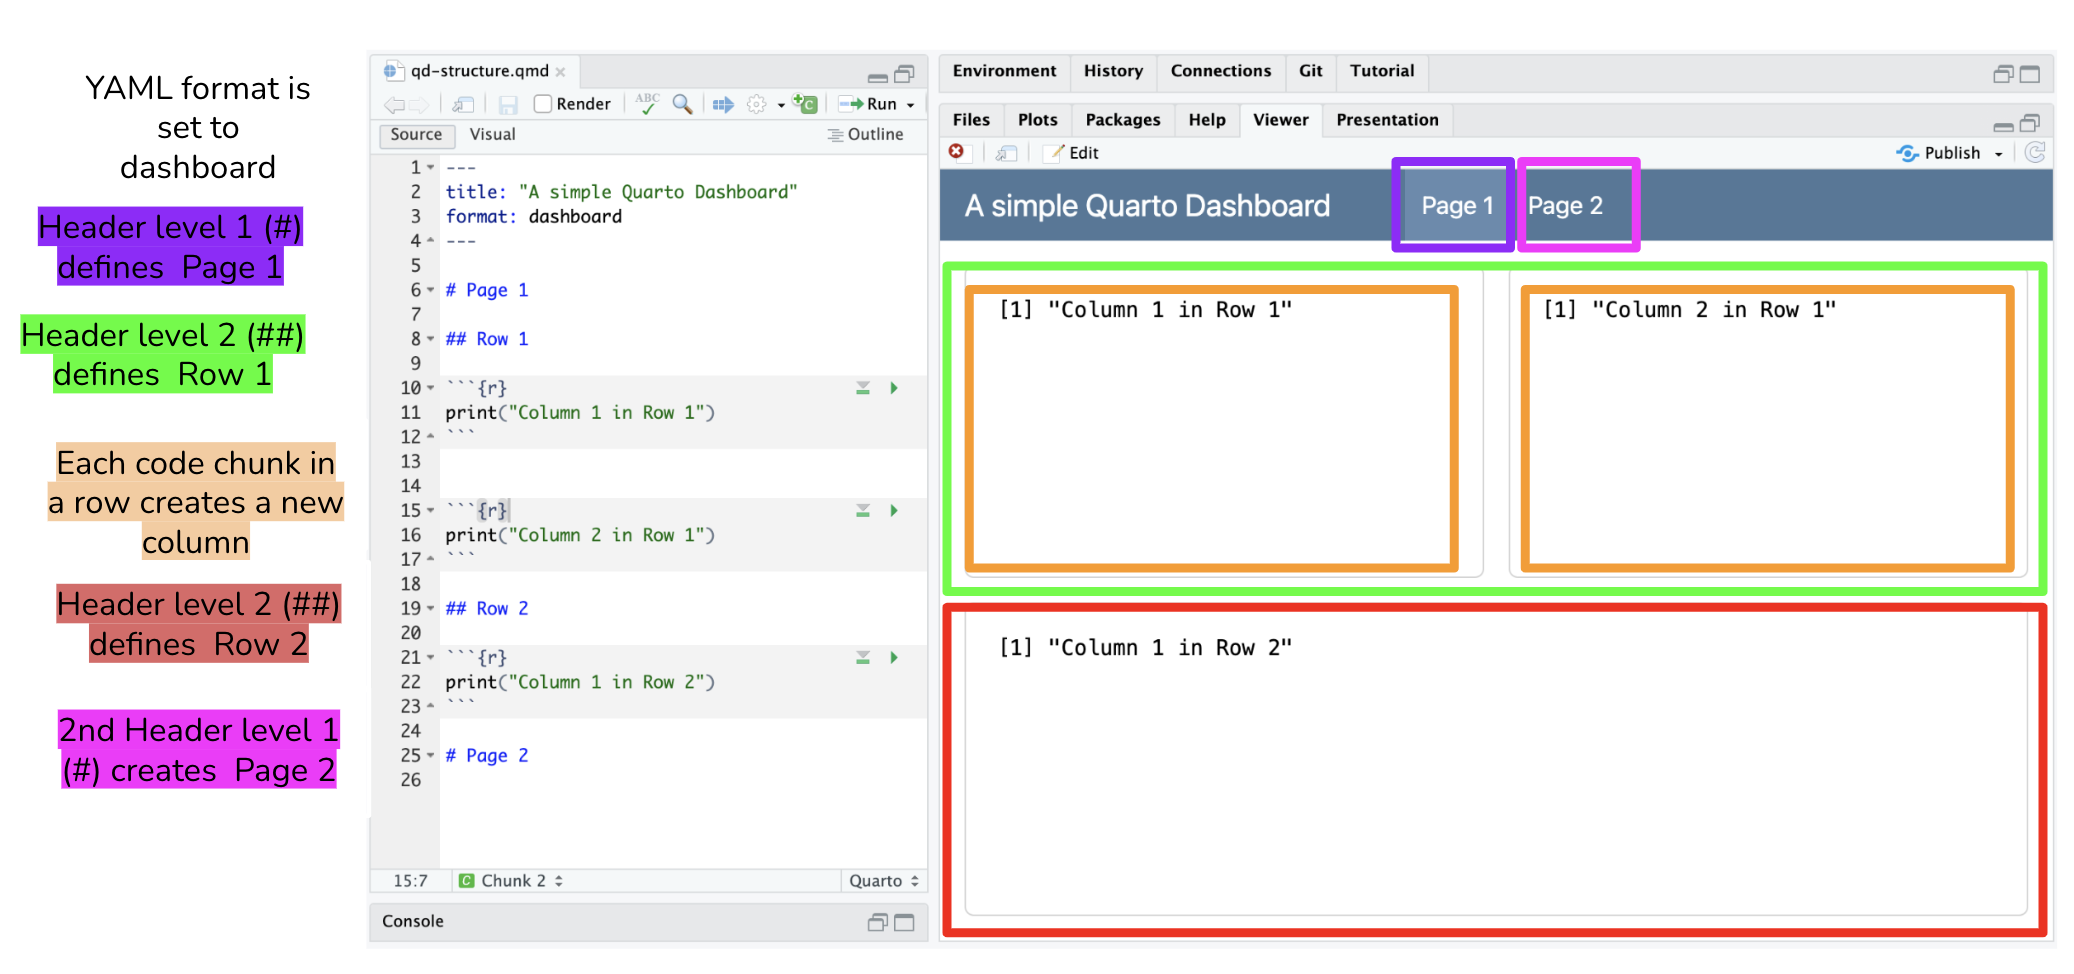 YAML format is
set to
dashboard
Header level 1 (#)
defines Page 1
Header level 2 (##)
defines Row 1
Each code chunk in
a row creates a new
column
Header level 2 (##)
defines Row 2
2nd Header level 1
(#) creates Page 2
qd-structure.qmd
Render ABC Run
Source Visual Outline
1 ---
2 title: "A simple Quarto Dashboard"
3 format: dashboard
4 ---
5
6 # Page 1
7
8 ## Row 1
9
10 ```{r}
11 print("Column 1 in Row 1")
12 ```
13
14
15 ```{r}
16 print("Column 2 in Row 1")
17 ```
18
19 ## Row 2
20
21 ```{r}
22 print("Column 1 in Row 2")
23 ```
24
25 # Page 2
26
15:7 C Chunk 2 Quarto
Console
Environment History Connections Git Tutorial
Files Plots Packages Help Viewer Presentation
Edit Publish
A simple Quarto Dashboard Page 1 Page 2
[1] "Column 1 in Row 1" [1] "Column 2 in Row 1"
[1] "Column 1 in Row 2"